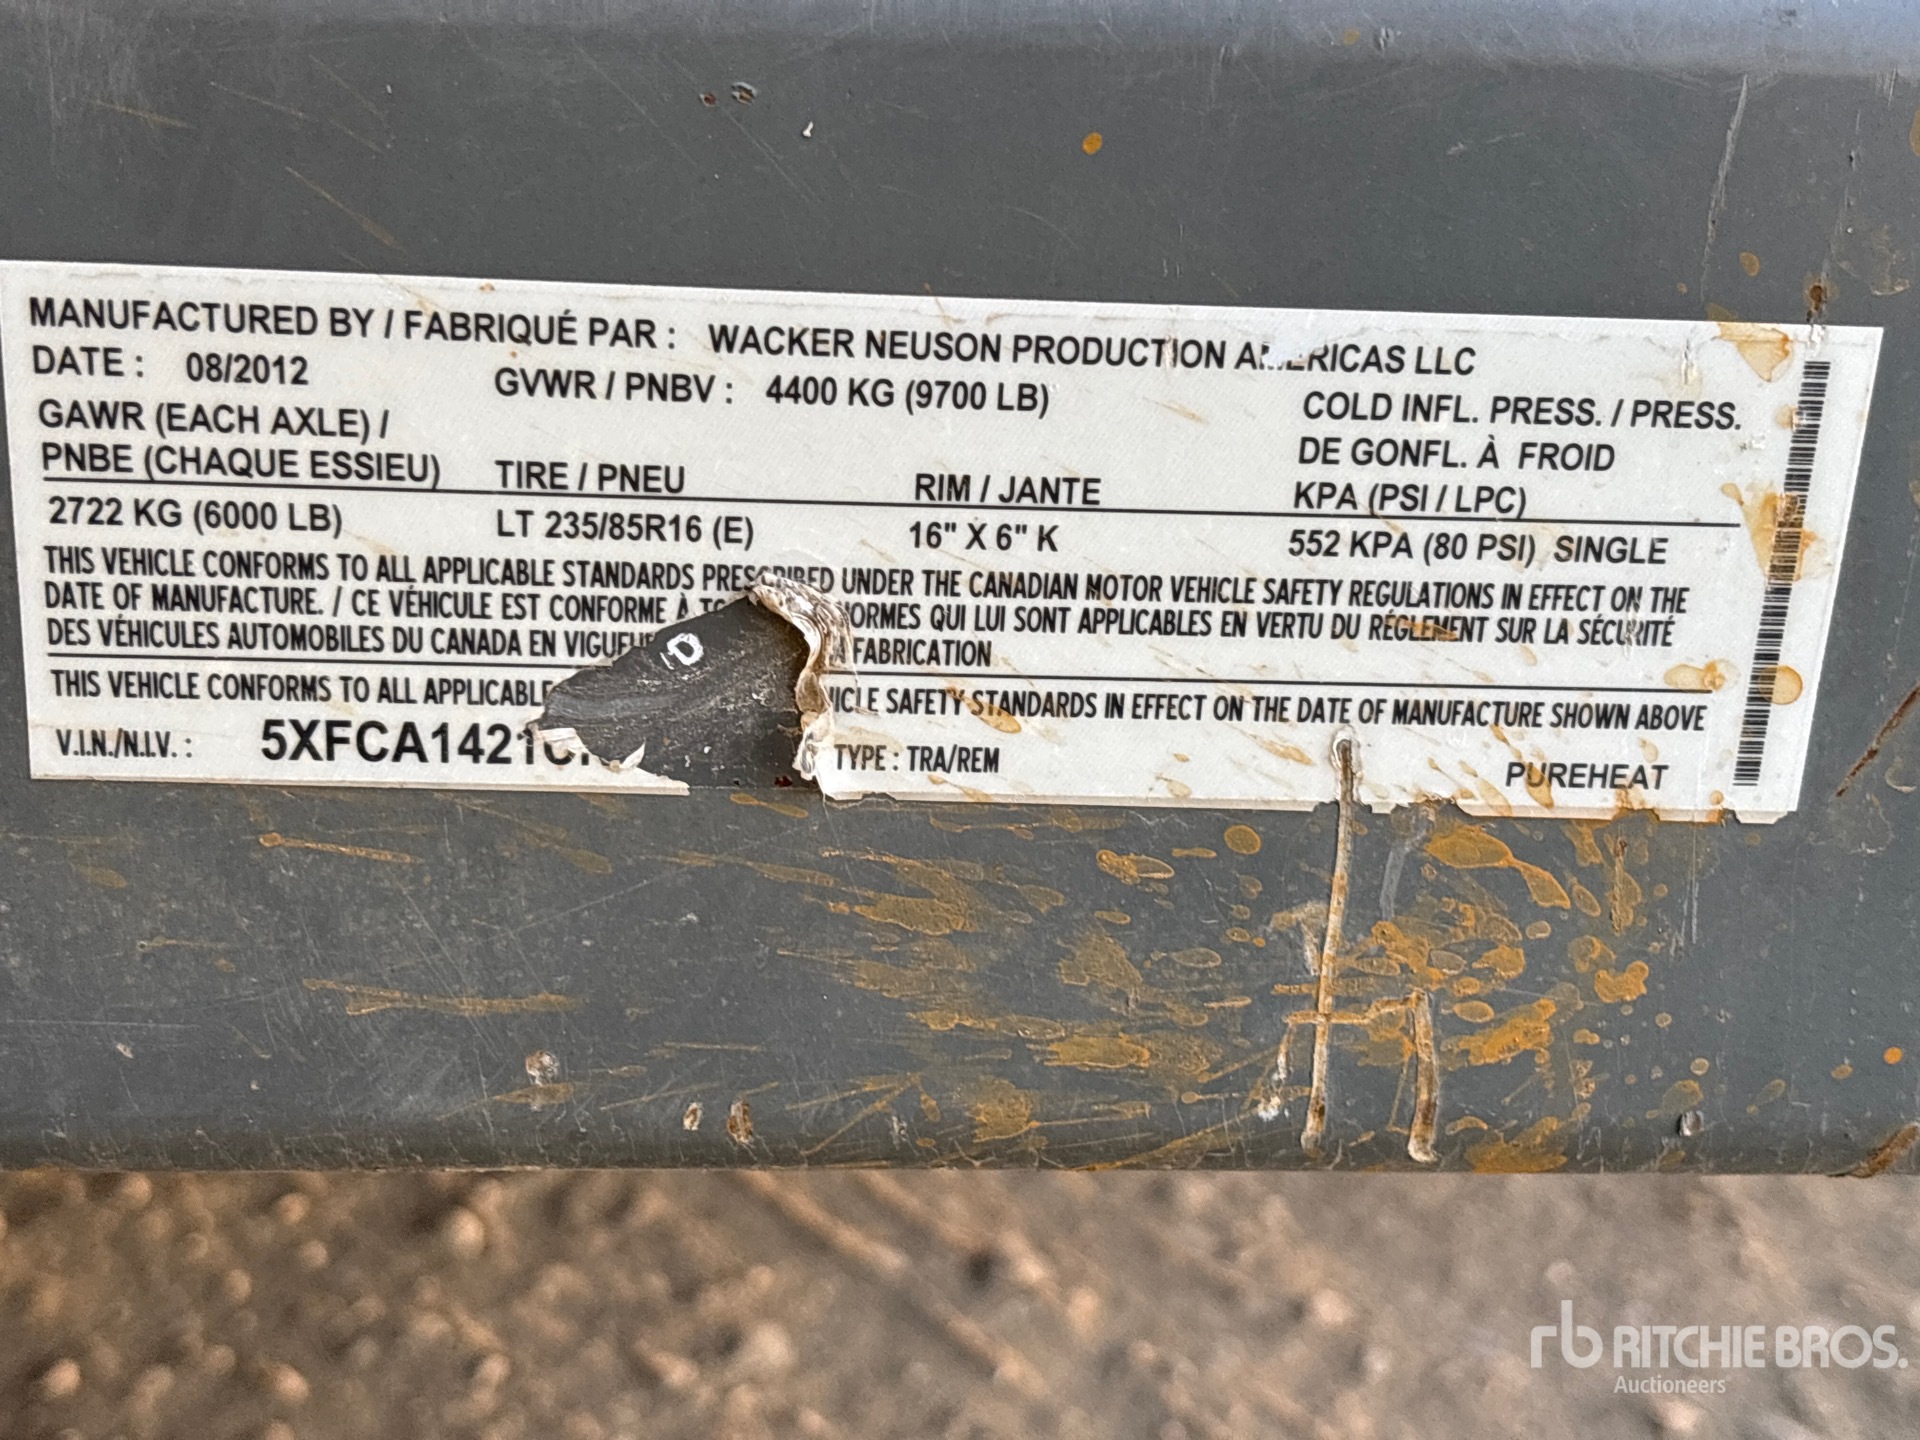 MANUFACTURED BY / FABRIQUÉ PAR : WACKER NEUSON PRODUCTION AMERICAS LLC
DATE : 08/2012 GVWR / PNBV : 4400 KG (9700 LB)
GAWR (EACH AXLE) / COLD INFL. PRESS. / PRESS.
DE GONFL. À FROID
PNBE (CHAQUE ESSIEU) TIRE / PNEU RIM / JANTE KPA (PSI / LPC)
2722 KG (6000 LB) LT 235/85R16 (E) 16" X 6" K 552 KPA (80 PSI) SINGLE
THIS VEHICLE CONFORMS TO ALL APPLICABLE STANDARDS PRESCRIBED UNDER THE CANADIAN MOTOR VEHICLE SAFETY REGULATIONS IN EFFECT ON THE
DATE OF MANUFACTURE. / CE VÉHICULE EST CONFORME À NORMES QUI LUI SONT APPLICABLES EN VERTU DU RÉGLEMENT SUR LA SÉCURITÉ
DES VÉHICULES AUTOMOBILES DU CANADA EN FABRICATION
THIS VEHICLE CONFORMS TO ALL APPLICABLE SAFETY STANDARDS IN EFFECT ON THE DATE OF MANUFACTURE SHOWN ABOVE
V.I.N./N.I.V. : 5XFCA1421C TYPE : TRA/REM PUREHEAT
rb RITCHIE BROS.
Auctioneers